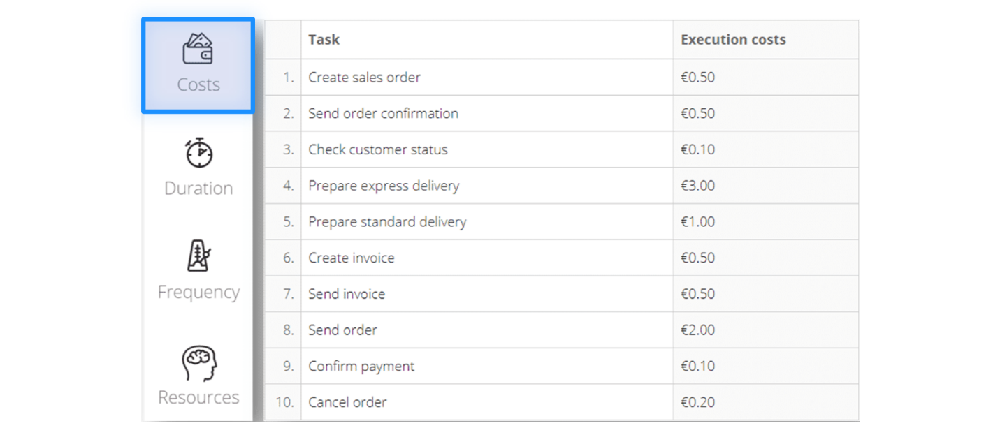 Costs
Duration
Frequency
Resources
Task Execution costs
1. Create sales order €0.50
2. Send order confirmation €0.50
3. Check customer status €0.10
4. Prepare express delivery €3.00
5. Prepare standard delivery €1.00
6. Create invoice €0.50
7. Send invoice €0.50
8. Send order €2.00
9. Confirm payment €0.10
10. Cancel order €0.20